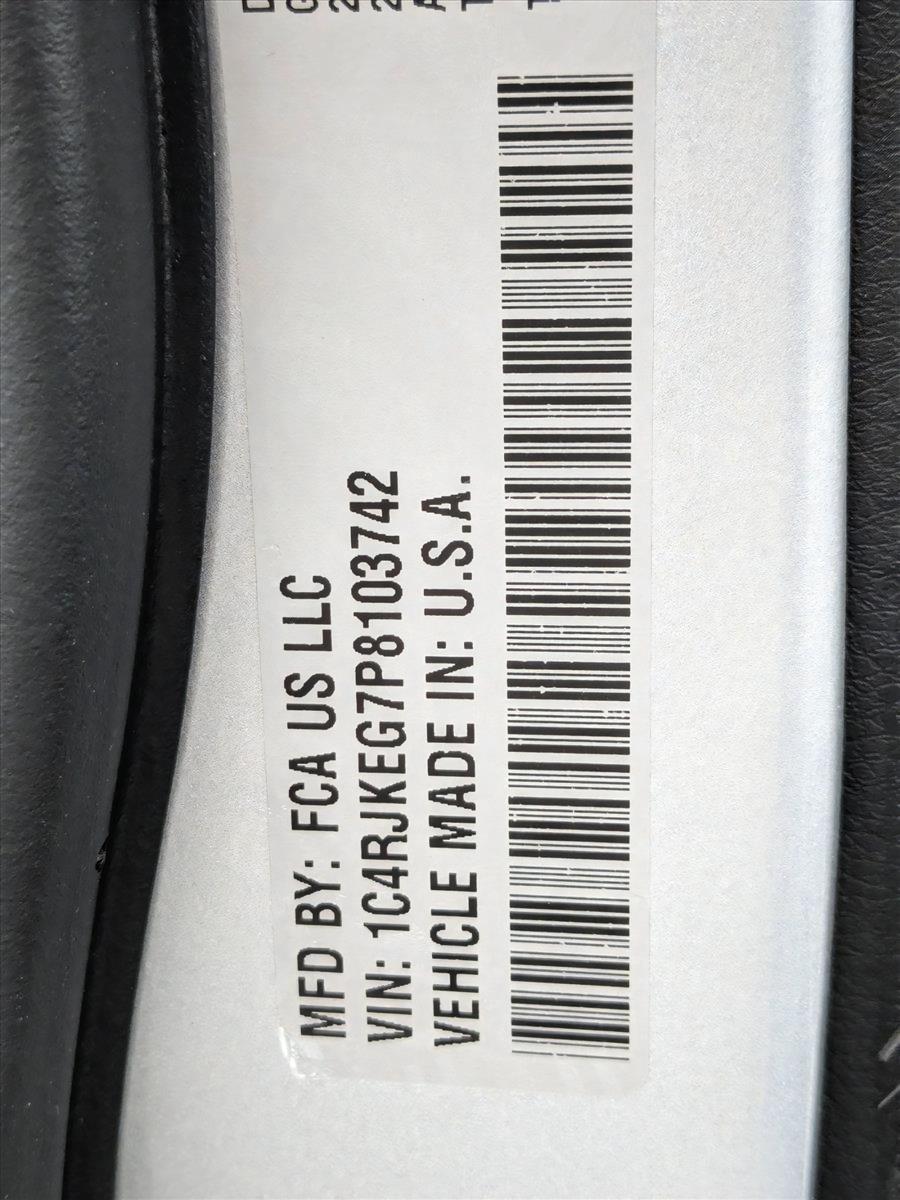 MFD BY: FCA US LLC
VIN: 1C4RJKEG7P8103742
VEHICLE MADE IN: U.S.A.